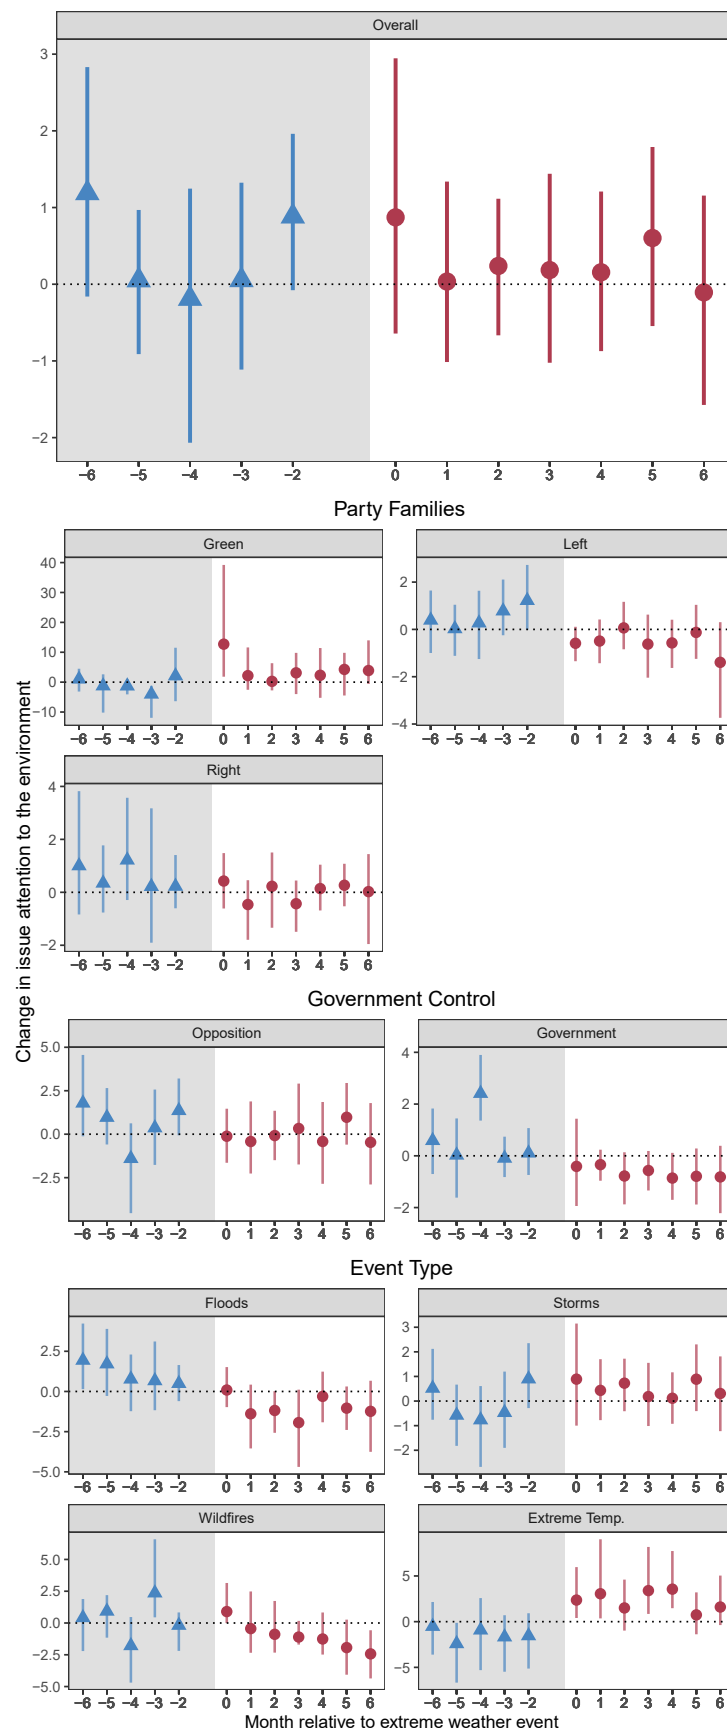 Overall
3
2
1
0
−1
−2
−6 −5 −4 −3 −2 0 1 2 3 4 5 6
Change in issue attention to the environment
Party Families
Green
40
30
20
10
0
−10
−6 −5 −4 −3 −2 0 1 2 3 4 5 6
Left
2
0
−2
−4
−6 −5 −4 −3 −2 0 1 2 3 4 5 6
Right
4
2
0
−2
−6 −5 −4 −3 −2 0 1 2 3 4 5 6
Government Control
Opposition
5.0
2.5
0.0
−2.5
−6 −5 −4 −3 −2 0 1 2 3 4 5 6
Government
4
2
0
−2
−6 −5 −4 −3 −2 0 1 2 3 4 5 6
Event Type
Floods
2.5
0.0
−2.5
−5.0
−6 −5 −4 −3 −2 0 1 2 3 4 5 6
Storms
3
2
1
0
−1
−2
−6 −5 −4 −3 −2 0 1 2 3 4 5 6
Wildfires
5.0
2.5
0.0
−2.5
−5.0
−6 −5 −4 −3 −2 0 1 2 3 4 5 6
Extreme Temp.
5
0
−5
−6 −5 −4 −3 −2 0 1 2 3 4 5 6
Month relative to extreme weather event